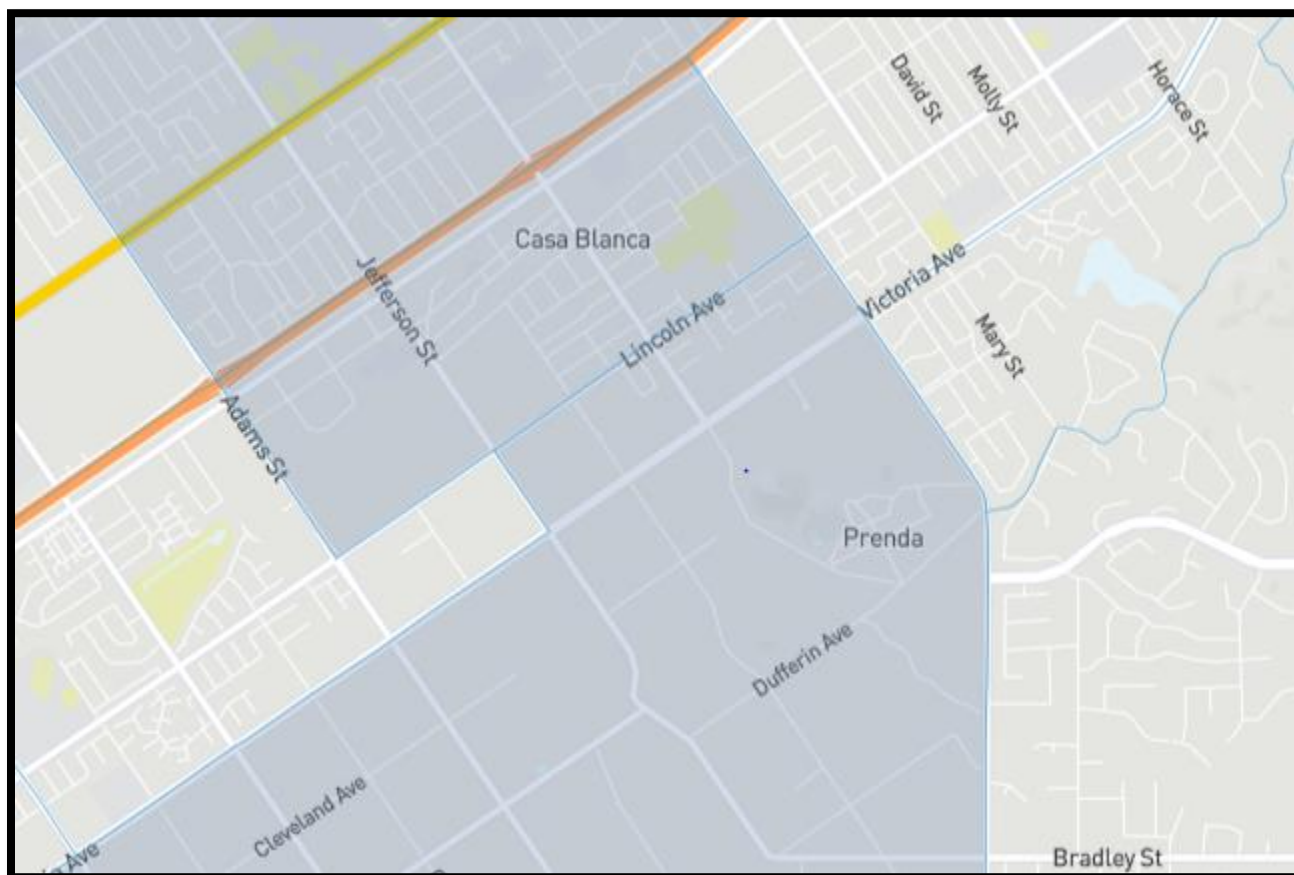 David St
Molly St
Horace St
Casa Blanca
Victoria Ave
Jefferson St
Lincoln Ave
Mary St
Adams St
Prenda
Dufferin Ave
Cleveland Ave
Ave
Bradley St